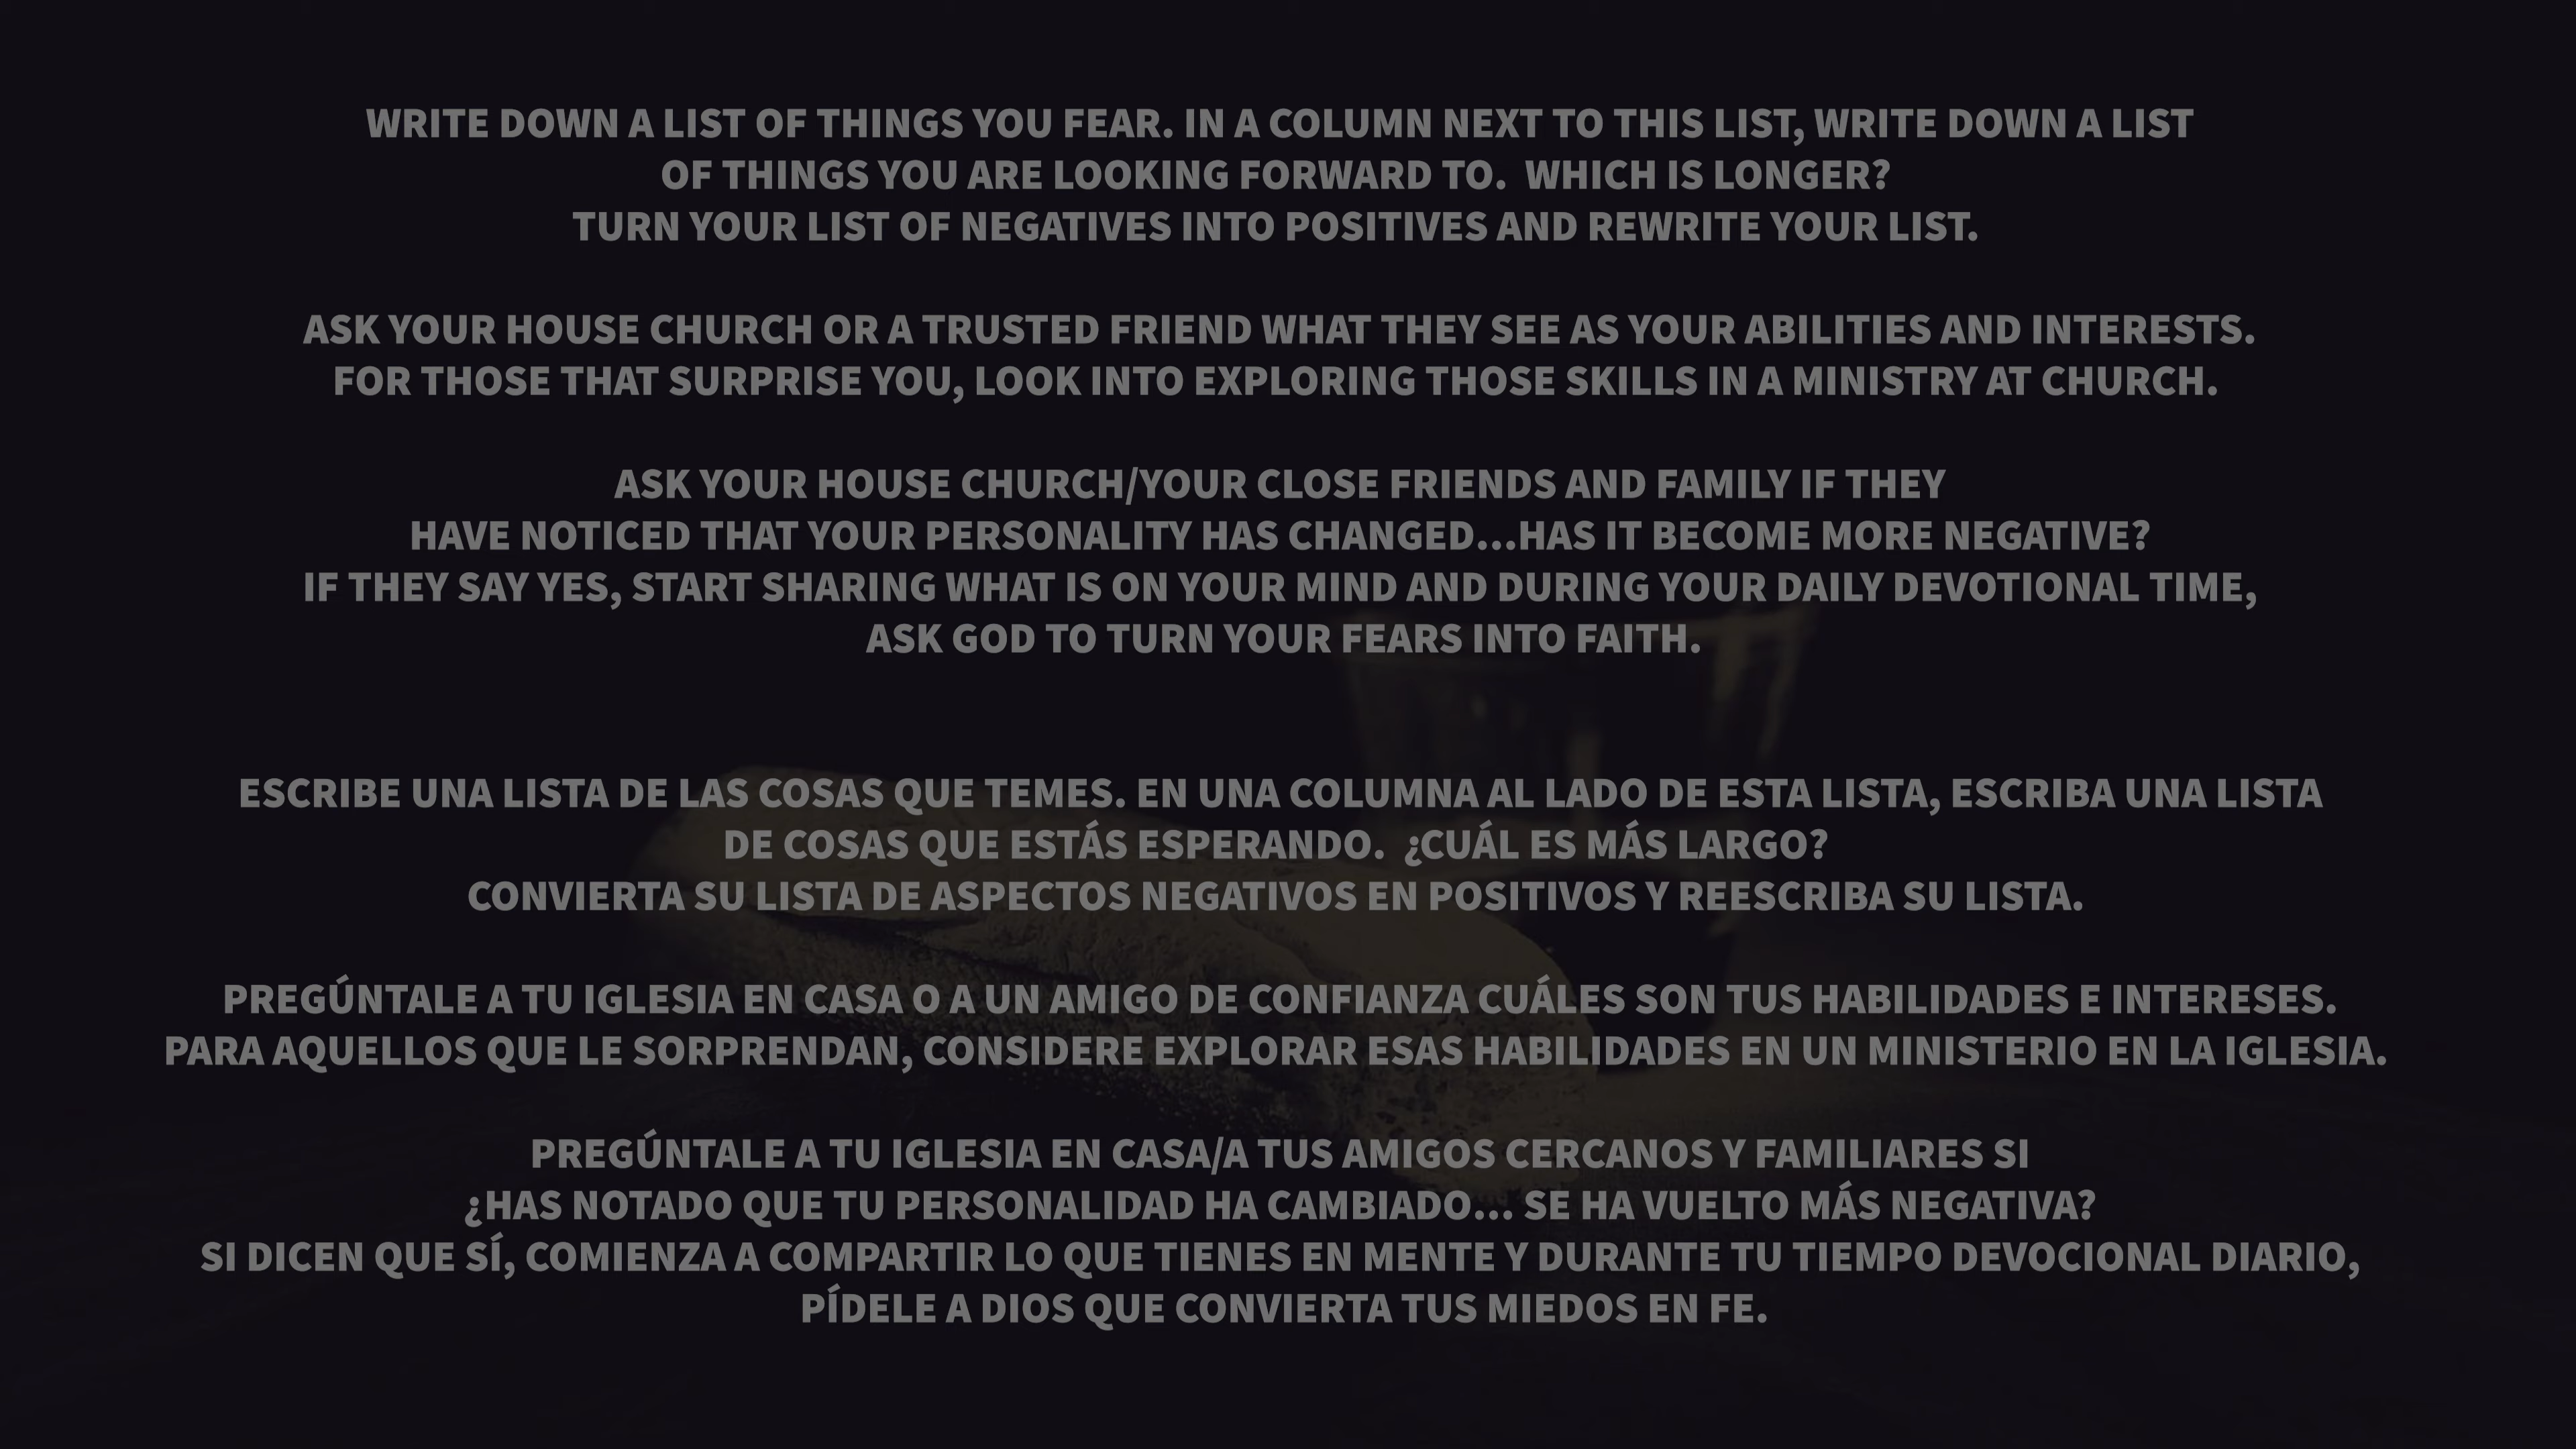 WRITE DOWN A LIST OF THINGS YOU FEAR. IN A COLUMN NEXT TO THIS LIST, WRITE DOWN A LIST
OF THINGS YOU ARE LOOKING FORWARD TO.  WHICH IS LONGER?
TURN YOUR LIST OF NEGATIVES INTO POSITIVES AND REWRITE YOUR LIST.
ASK YOUR HOUSE CHURCH OR A TRUSTED FRIEND WHAT THEY SEE AS YOUR ABILITIES AND INTERESTS.
FOR THOSE THAT SURPRISE YOU, LOOK INTO EXPLORING THOSE SKILLS IN A MINISTRY AT CHURCH.
ASK YOUR HOUSE CHURCH/YOUR CLOSE FRIENDS AND FAMILY IF THEY
HAVE NOTICED THAT YOUR PERSONALITY HAS CHANGED...HAS IT BECOME MORE NEGATIVE?
IF THEY SAY YES, START SHARING WHAT IS ON YOUR MIND AND DURING YOUR DAILY DEVOTIONAL TIME,
ASK GOD TO TURN YOUR FEARS INTO FAITH.
ESCRIBE UNA LISTA DE LAS COSAS QUE TEMES. EN UNA COLUMNA AL LADO DE ESTA LISTA, ESCRIBA UNA LISTA
DE COSAS QUE ESTÁS ESPERANDO.  ¿CUÁL ES MÁS LARGO?
CONVIERTA SU LISTA DE ASPECTOS NEGATIVOS EN POSITIVOS Y REESCRIBA SU LISTA.
PREGÚNTALE A TU IGLESIA EN CASA O A UN AMIGO DE CONFIANZA CUÁLES SON TUS HABILIDADES E INTERESES.
PARA AQUELLOS QUE LE SORPRENDAN, CONSIDERE EXPLORAR ESAS HABILIDADES EN UN MINISTERIO EN LA IGLESIA.
PREGÚNTALE A TU IGLESIA EN CASA/A TUS AMIGOS CERCANOS Y FAMILIARES SI
¿HAS NOTADO QUE TU PERSONALIDAD HA CAMBIADO... SE HA VUELTO MÁS NEGATIVA?
SI DICEN QUE SÍ, COMIENZA A COMPARTIR LO QUE TIENES EN MENTE Y DURANTE TU TIEMPO DEVOCIONAL DIARIO,
PÍDELE A DIOS QUE CONVIERTA TUS MIEDOS EN FE.